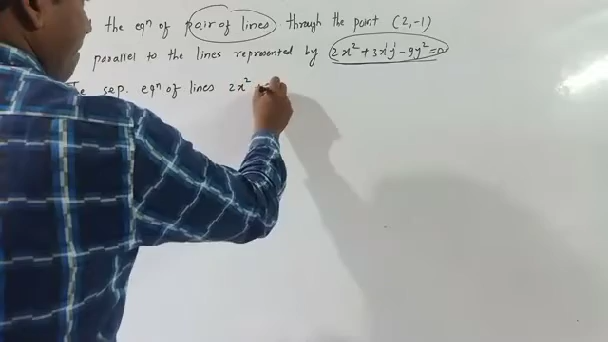 the eqⁿ of pair of lines through the point (2,-1)
parallel to the lines represented by 2x² + 3xy - 9y² = 0
sep. eqⁿ of lines 2x²